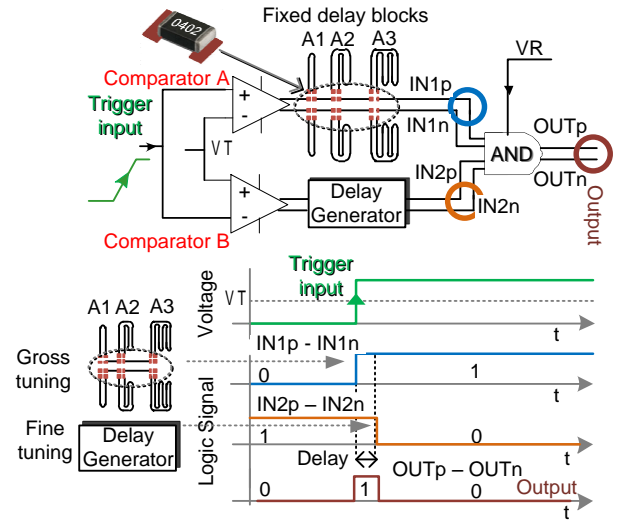 Fixed delay blocks
0402
A1 A2 A3
VR
Comparator A
Trigger
input
+
-
IN1p
IN1n
VT
AND
OUTp
OUTn
IN2p
IN2n
+
-
Delay
Generator
Output
Comparator B
Trigger
input
Voltage
VT
t
A1 A2 A3
Gross
tuning
IN1p - IN1n
0
1
t
Logic Signal
IN2p – IN2n
Fine
tuning
Delay
Generator
1
0
t
Delay
OUTp – OUTn
0
1
0
Output
t